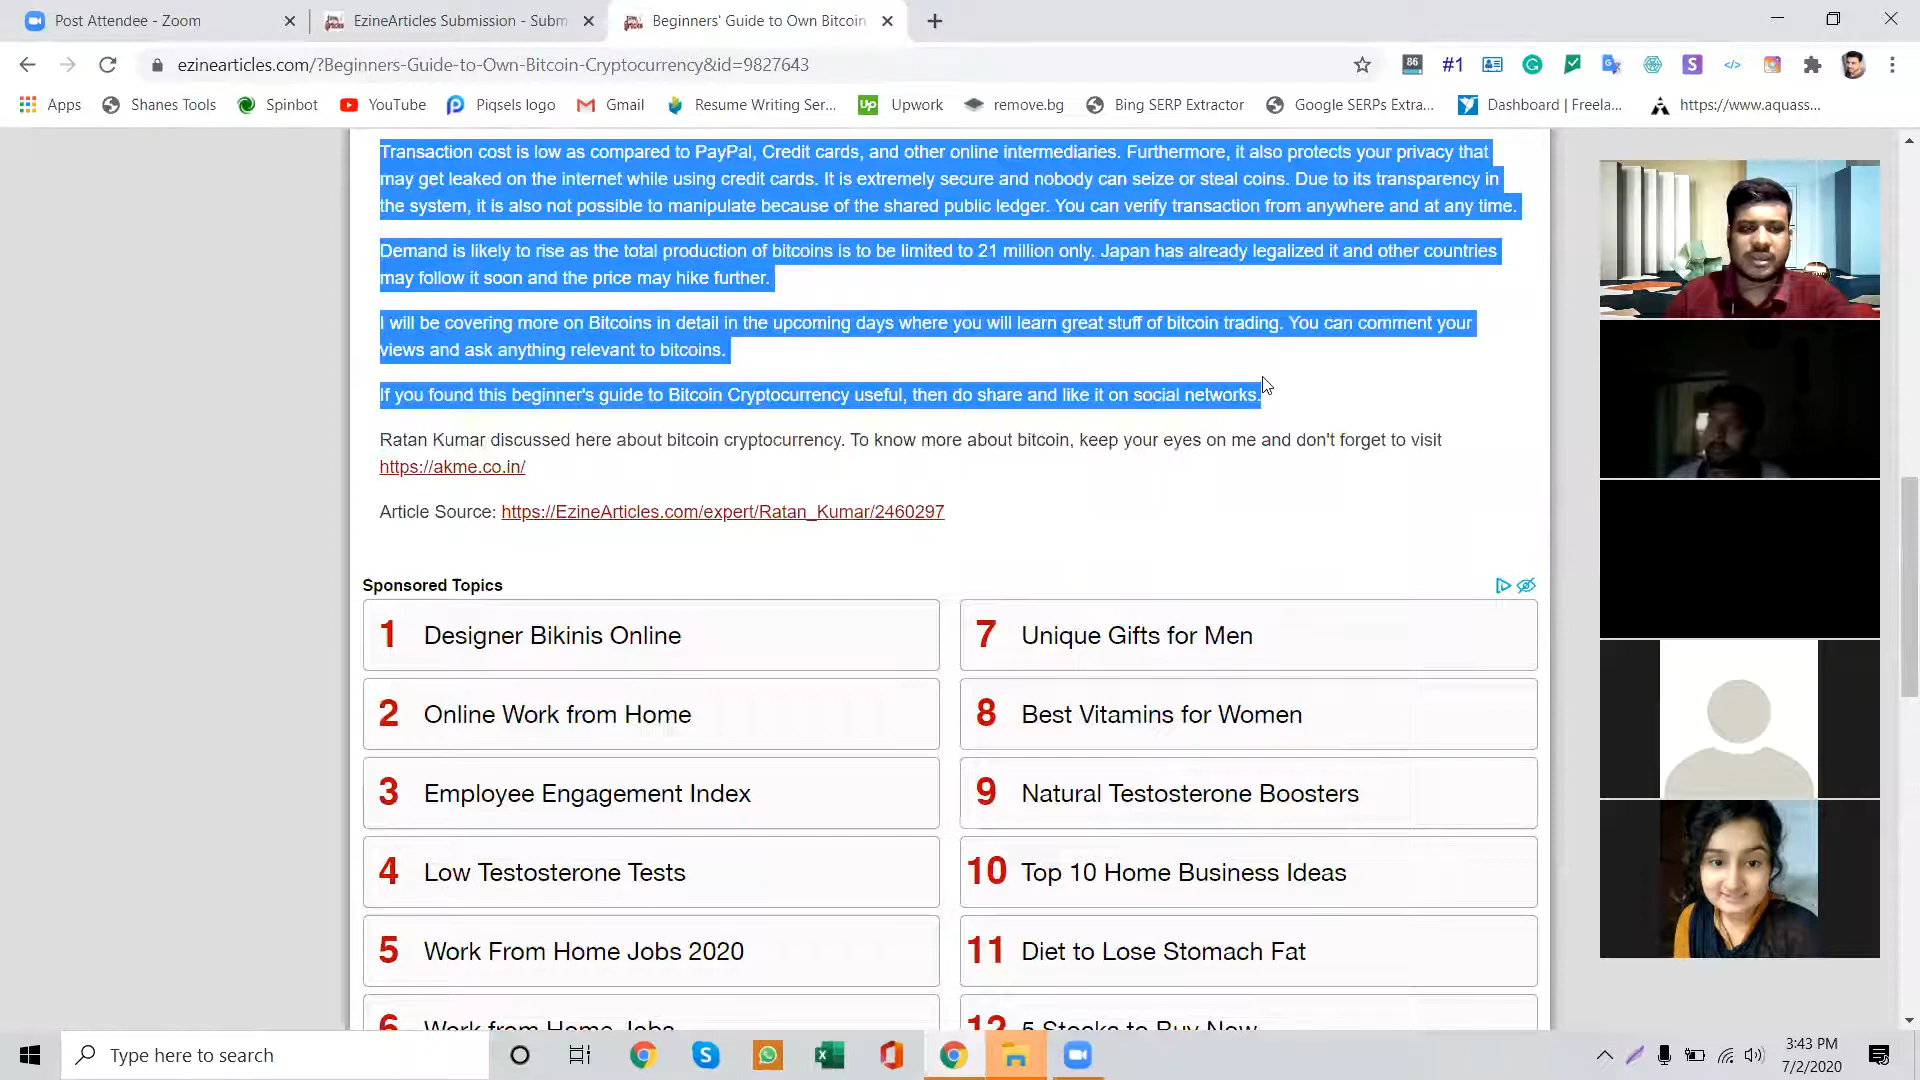 Post Attendee - Zoom
EzineArticles Submission - Subm
Beginners' Guide to Own Bitcoin
ezinearticles.com/?Beginners-Guide-to-Own-Bitcoin-Cryptocurrency&id=9827643
86
#1
S
Apps
Shanes Tools
Spinbot
YouTube
Piqsels logo
Gmail
Resume Writing Ser...
Up
Upwork
remove.bg
Bing SERP Extractor
Google SERPs Extra...
Dashboard | Freela...
https://www.aquass...
Transaction cost is low as compared to PayPal, Credit cards, and other online intermediaries. Furthermore, it also protects your privacy that
may get leaked on the internet while using credit cards. It is extremely secure and nobody can seize or steal coins. Due to its transparency in
the system, it is also not possible to manipulate because of the shared public ledger. You can verify transaction from anywhere and at any time.
Demand is likely to rise as the total production of bitcoins is to be limited to 21 million only. Japan has already legalized it and other countries
may follow it soon and the price may hike further.
I will be covering more on Bitcoins in detail in the upcoming days where you will learn great stuff of bitcoin trading. You can comment your
views and ask anything relevant to bitcoins.
If you found this beginner's guide to Bitcoin Cryptocurrency useful, then do share and like it on social networks.
Ratan Kumar discussed here about bitcoin cryptocurrency. To know more about bitcoin, keep your eyes on me and don't forget to visit
https://akme.co.in/
Article Source: https://EzineArticles.com/expert/Ratan_Kumar/2460297
Sponsored Topics
1 Designer Bikinis Online
2 Online Work from Home
3 Employee Engagement Index
4 Low Testosterone Tests
5 Work From Home Jobs 2020
6 Work from Home Jobs
7 Unique Gifts for Men
8 Best Vitamins for Women
9 Natural Testosterone Boosters
10 Top 10 Home Business Ideas
11 Diet to Lose Stomach Fat
12 5 Stocks to Buy Now
Type here to search
3:43 PM
7/2/2020